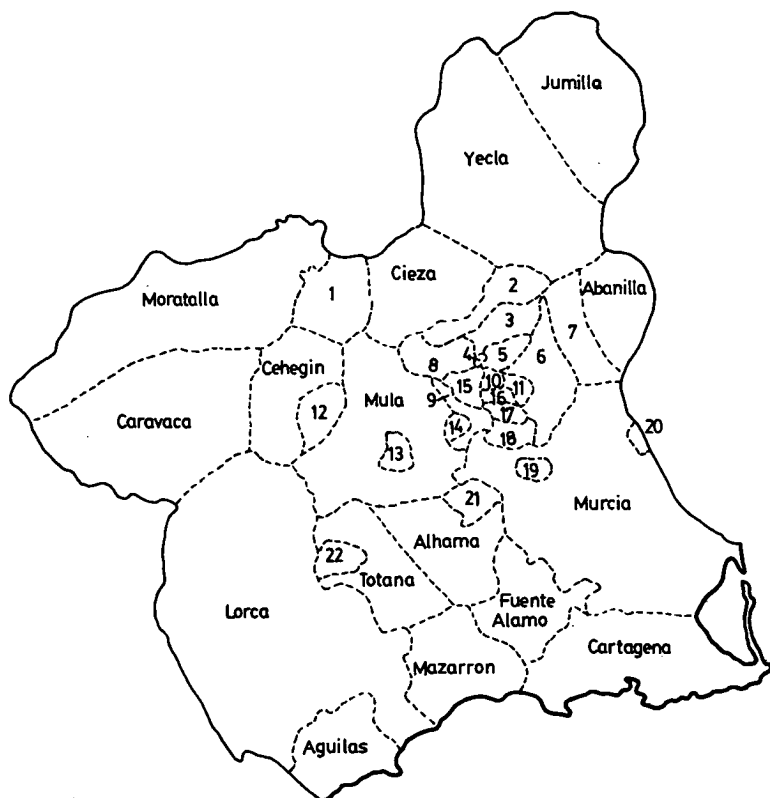 Jumilla
Yecla
Moratalla
1
Cieza
2
Abanilla
3
7
4
5
6
8
Cehegin
10
11
15
16
9
Mula
12
Caravaca
17
14
18
20
13
19
21
Murcia
Alhama
22
Totana
Fuente
Alamo
Lorca
Cartagena
Mazarron
Aguilas